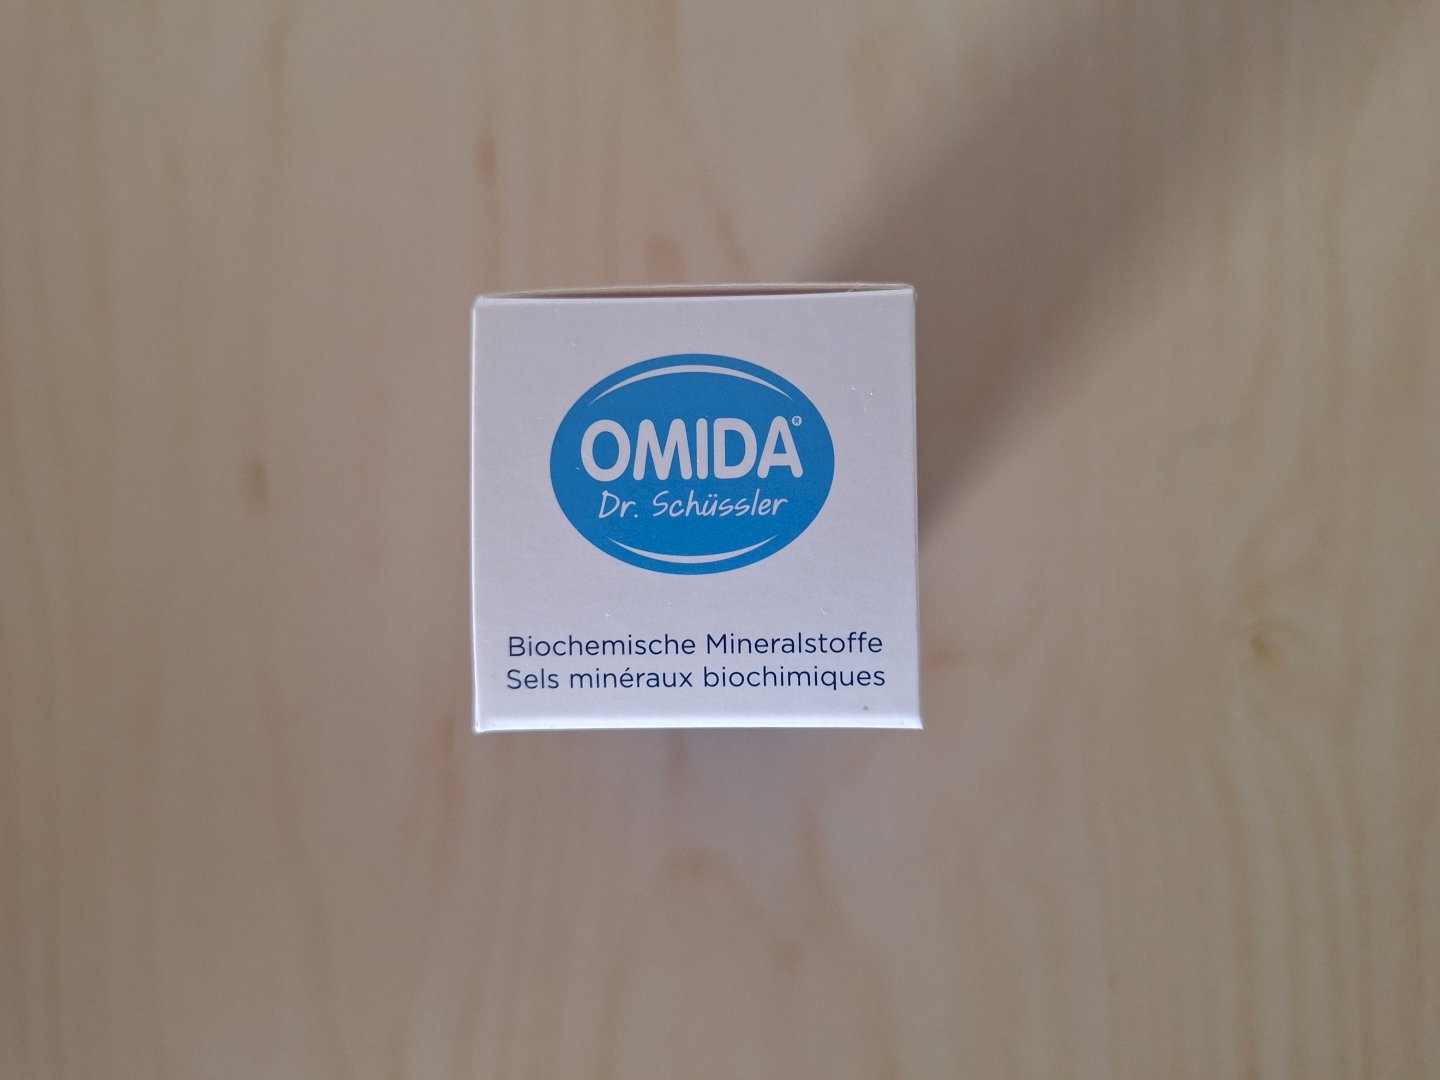 OMIDA®
Dr. Schüssler
Biochemische Mineralstoffe
Sels minéraux biochimiques